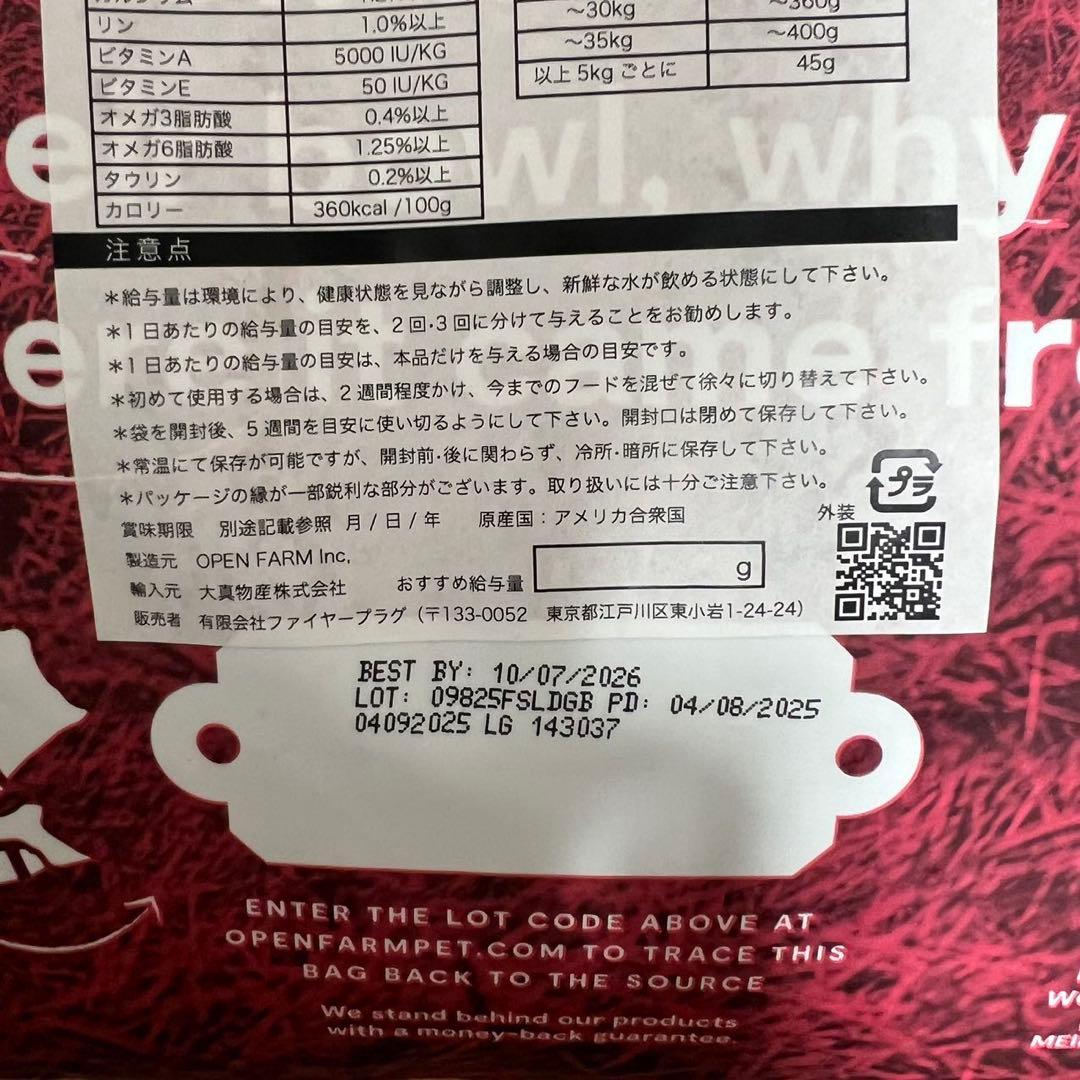 リン 1.0%以上
ビタミンA 5000 IU/KG
ビタミンE 50 IU/KG
オメガ3脂肪酸 0.4%以上
オメガ6脂肪酸 1.25%以上
タウリン 0.2%以上
カロリー 360kcal /100g
～30kg ～360g
～35kg ～400g
以上 5kg ごとに 45g
注意点
＊給与量は環境により、健康状態を見ながら調整し、新鮮な水が飲める状態にして下さい。
＊1日あたりの給与量の目安を、2回・3回に分けて与えることをお勧めします。
＊1日あたりの給与量の目安は、本品だけを与える場合の目安です。
＊初めて使用する場合は、2週間程度かけ、今までのフードを混ぜて徐々に切り替えて下さい。
＊袋を開封後、5週間を目安に使い切るようにして下さい。開封口は閉めて保存して下さい。
＊常温にて保存が可能ですが、開封前・後に関わらず、冷所・暗所に保存して下さい。
＊パッケージの縁が一部鋭利な部分がございます。取り扱いには十分ご注意下さい。
プラ
外装
賞味期限 別途記載参照 月 / 日 / 年 原産国：アメリカ合衆国
製造元 OPEN FARM Inc.
輸入元 大真物産株式会社 おすすめ給与量 g
販売者 有限会社ファイヤープラグ（〒133-0052 東京都江戸川区東小岩1-24-24）
BEST BY: 10/07/2026
LOT: 09825FSLDGB PD: 04/08/2025
04092025 LG 143037
ENTER THE LOT CODE ABOVE AT
OPENFARMPET.COM TO TRACE THIS
BAG BACK TO THE SOURCE
We stand behind our products
with a money-back guarantee.